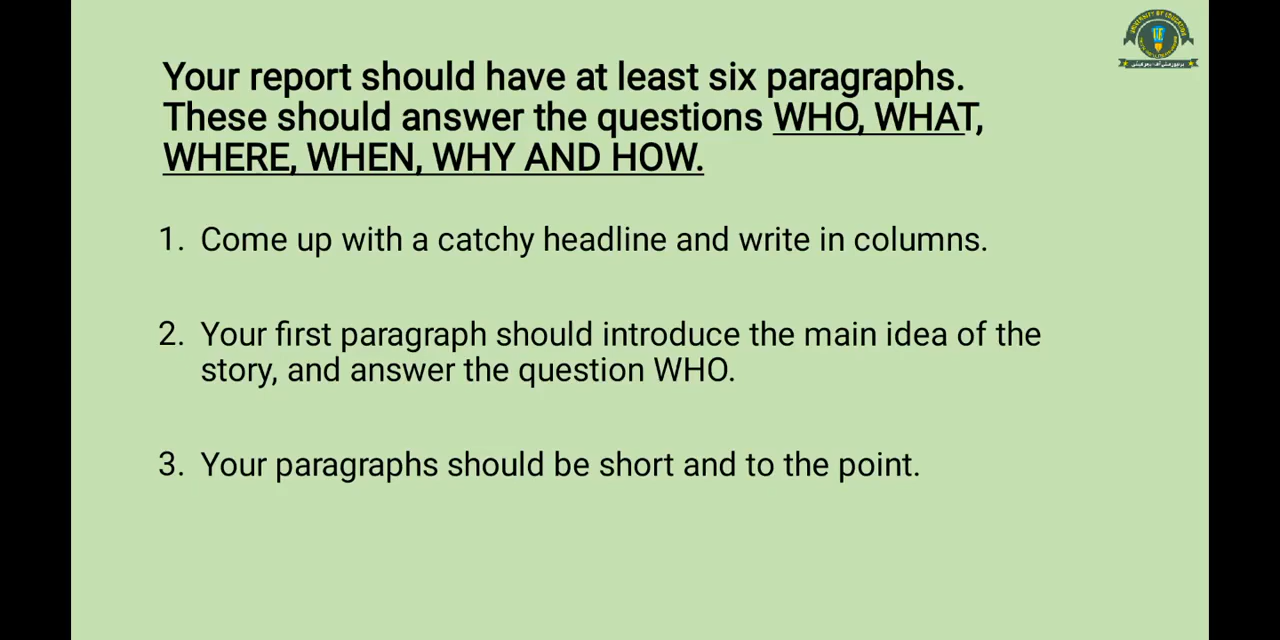 UNIVERSITY OF EDUCATION
Your report should have at least six paragraphs.
These should answer the questions WHO, WHAT,
WHERE, WHEN, WHY AND HOW.
1. Come up with a catchy headline and write in columns.
2. Your first paragraph should introduce the main idea of the
story, and answer the question WHO.
3. Your paragraphs should be short and to the point.